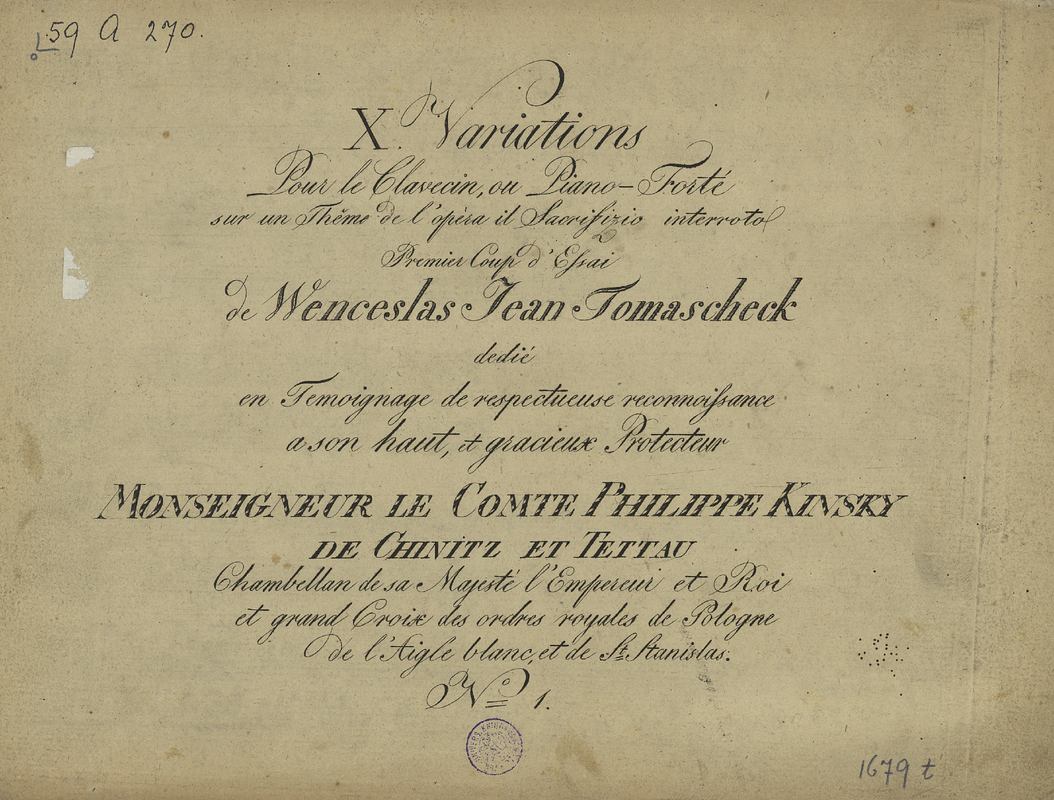 59 A 270.
X. Variations
Pour le Clavecin, ou Piano-Forté
sur un Thême de l'opèra il Sacrifizio interroto
Premier Coup d'Essai
de Wenceslas Jean Tomascheck
dedié
en Temoignage de respectueuse reconnoissance
a son haut, et gracieux Protecteur
MONSEIGNEUR LE COMTE PHILIPPE KINSKY
DE CHINITZ ET TETTAU
Chambellan de sa Majesté l'Empereur et Roi
et grand Croix des ordres royales de Pologne
de l'Aigle blanc, et de St. Stanislas.
No 1.
1679 t